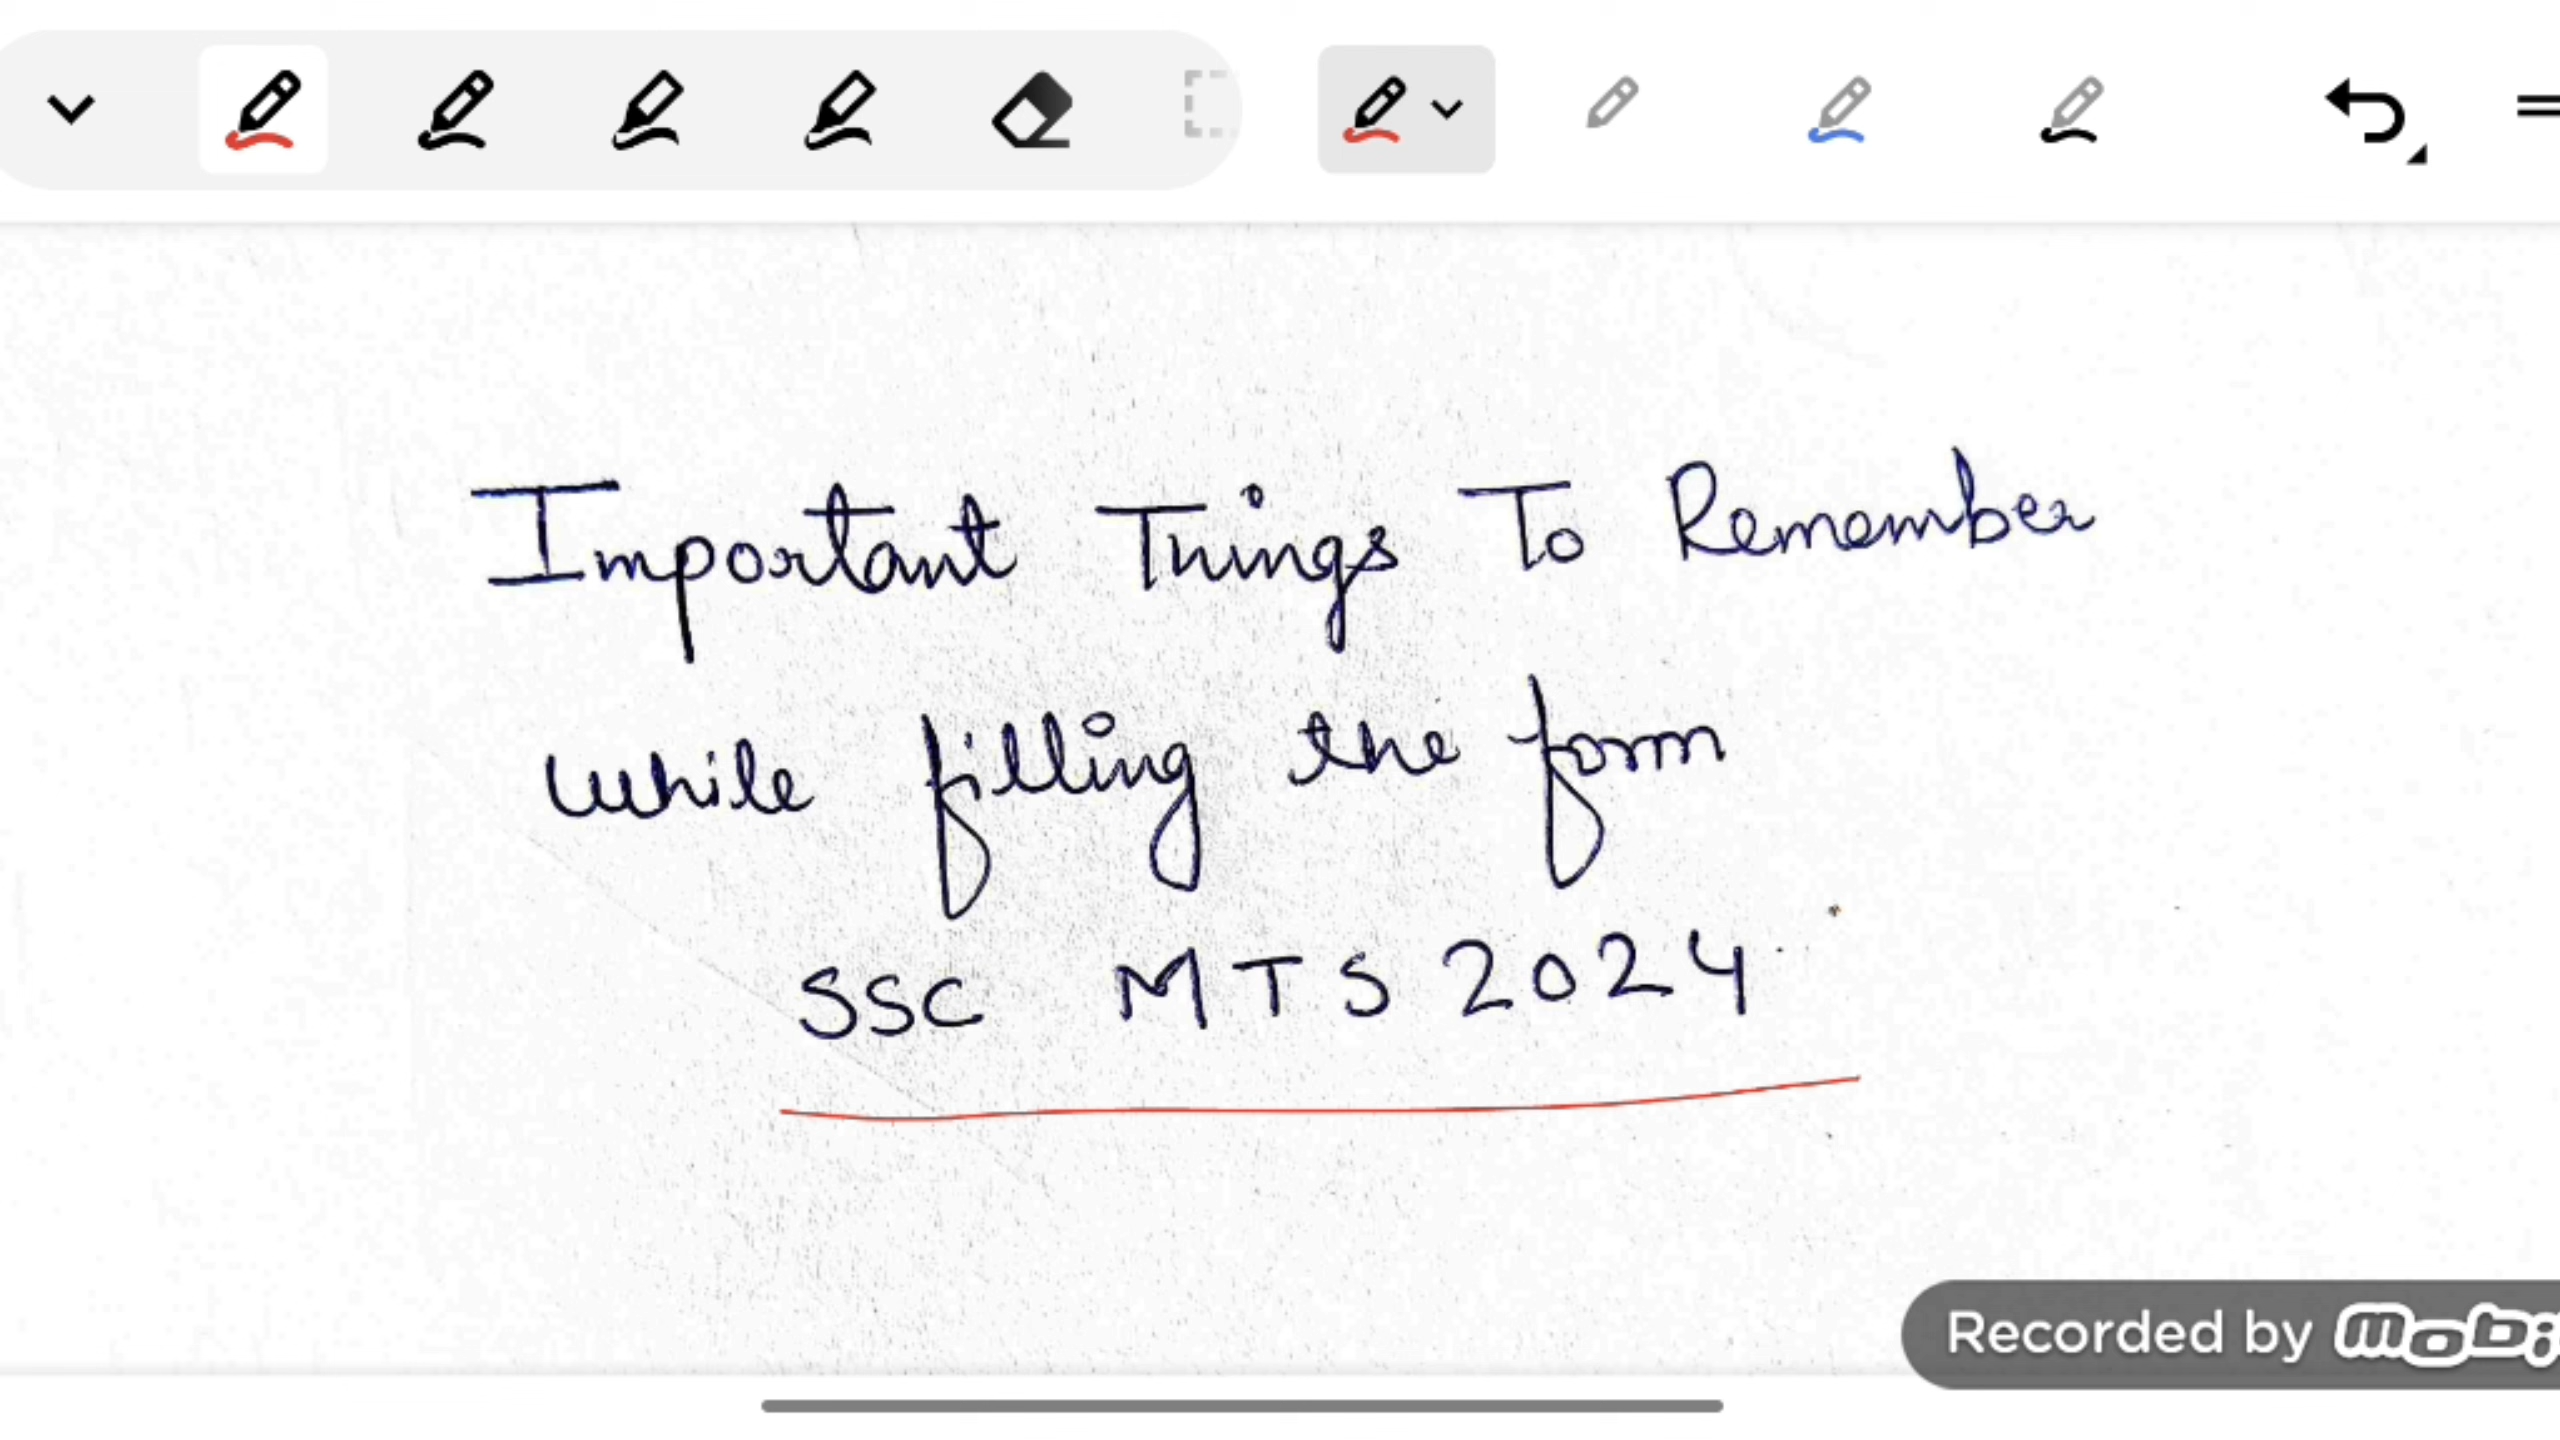 Important Things To Remember
while filling the form
SSC MTS 2024
Recorded by